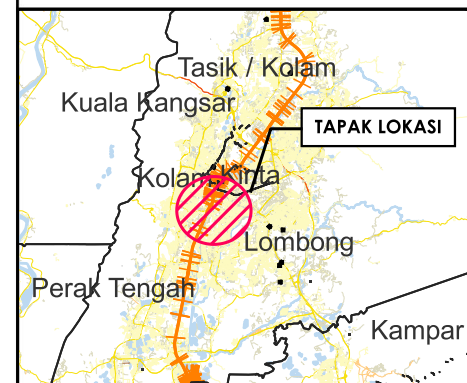 Tasik / Kolam
Kuala Kangsar
TAPAK LOKASI
Kolam
Kinta
Lombong
Perak Tengah
Kampar